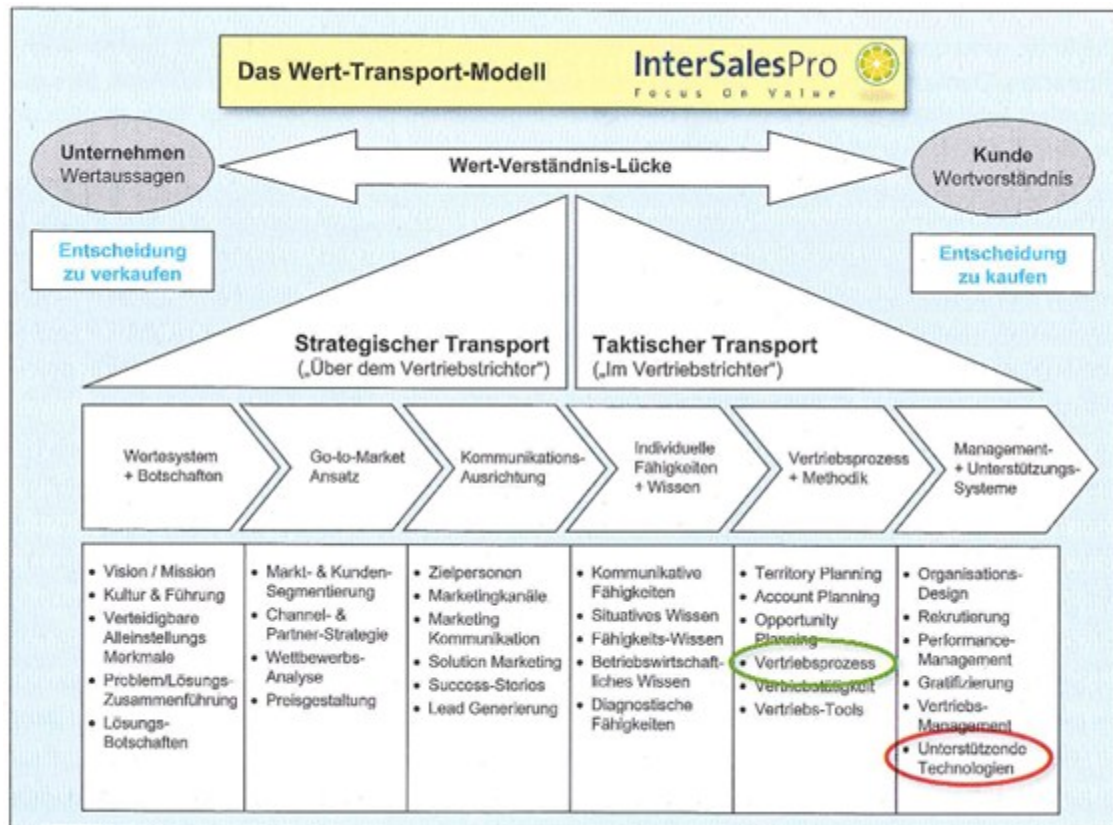 Das Wert-Transport-Modell
InterSalesPro
Focus On Value
Unternehmen
Wertaussagen
Wert-Verständnis-Lücke
Kunde
Wertverständnis
Entscheidung
zu verkaufen
Entscheidung
zu kaufen
Strategischer Transport
(„Über dem Vertriebstrichter")
Taktischer Transport
(„Im Vertriebstrichter")
Wertesystem
+ Botschaften
Go-to-Market
Ansatz
Kommunikations-
Ausrichtung
Individuelle
Fähigkeiten
+ Wissen
Vertriebsprozess
+ Methodik
Management-
+ Unterstützungs-
Systeme
• Vision / Mission
• Kultur & Führung
• Verteidigbare
Alleinstellungs
Merkmale
• Problem/Lösungs-
Zusammenführung
• Lösungs-
Botschaften
• Markt- & Kunden-
Segmentierung
• Channel- &
Partner-Strategie
• Wettbewerbs-
Analyse
• Preisgestaltung
• Zielpersonen
• Marketingkanäle
• Marketing
Kommunikation
• Solution Marketing
• Success-Stories
• Lead Generierung
• Kommunikative
Fähigkeiten
• Situatives Wissen
• Fähigkeits-Wissen
• Betriebswirtschaft-
liches Wissen
• Diagnostische
Fähigkeiten
• Territory Planning
• Account Planning
• Opportunity
Planning
• Vertriebsprozess
• Vertriebstätigkeit
• Vertriebs-Tools
• Organisations-
Design
• Rekrutierung
• Performance-
Management
• Gratifizierung
• Vertriebs-
Management
• Unterstützende
Technologien